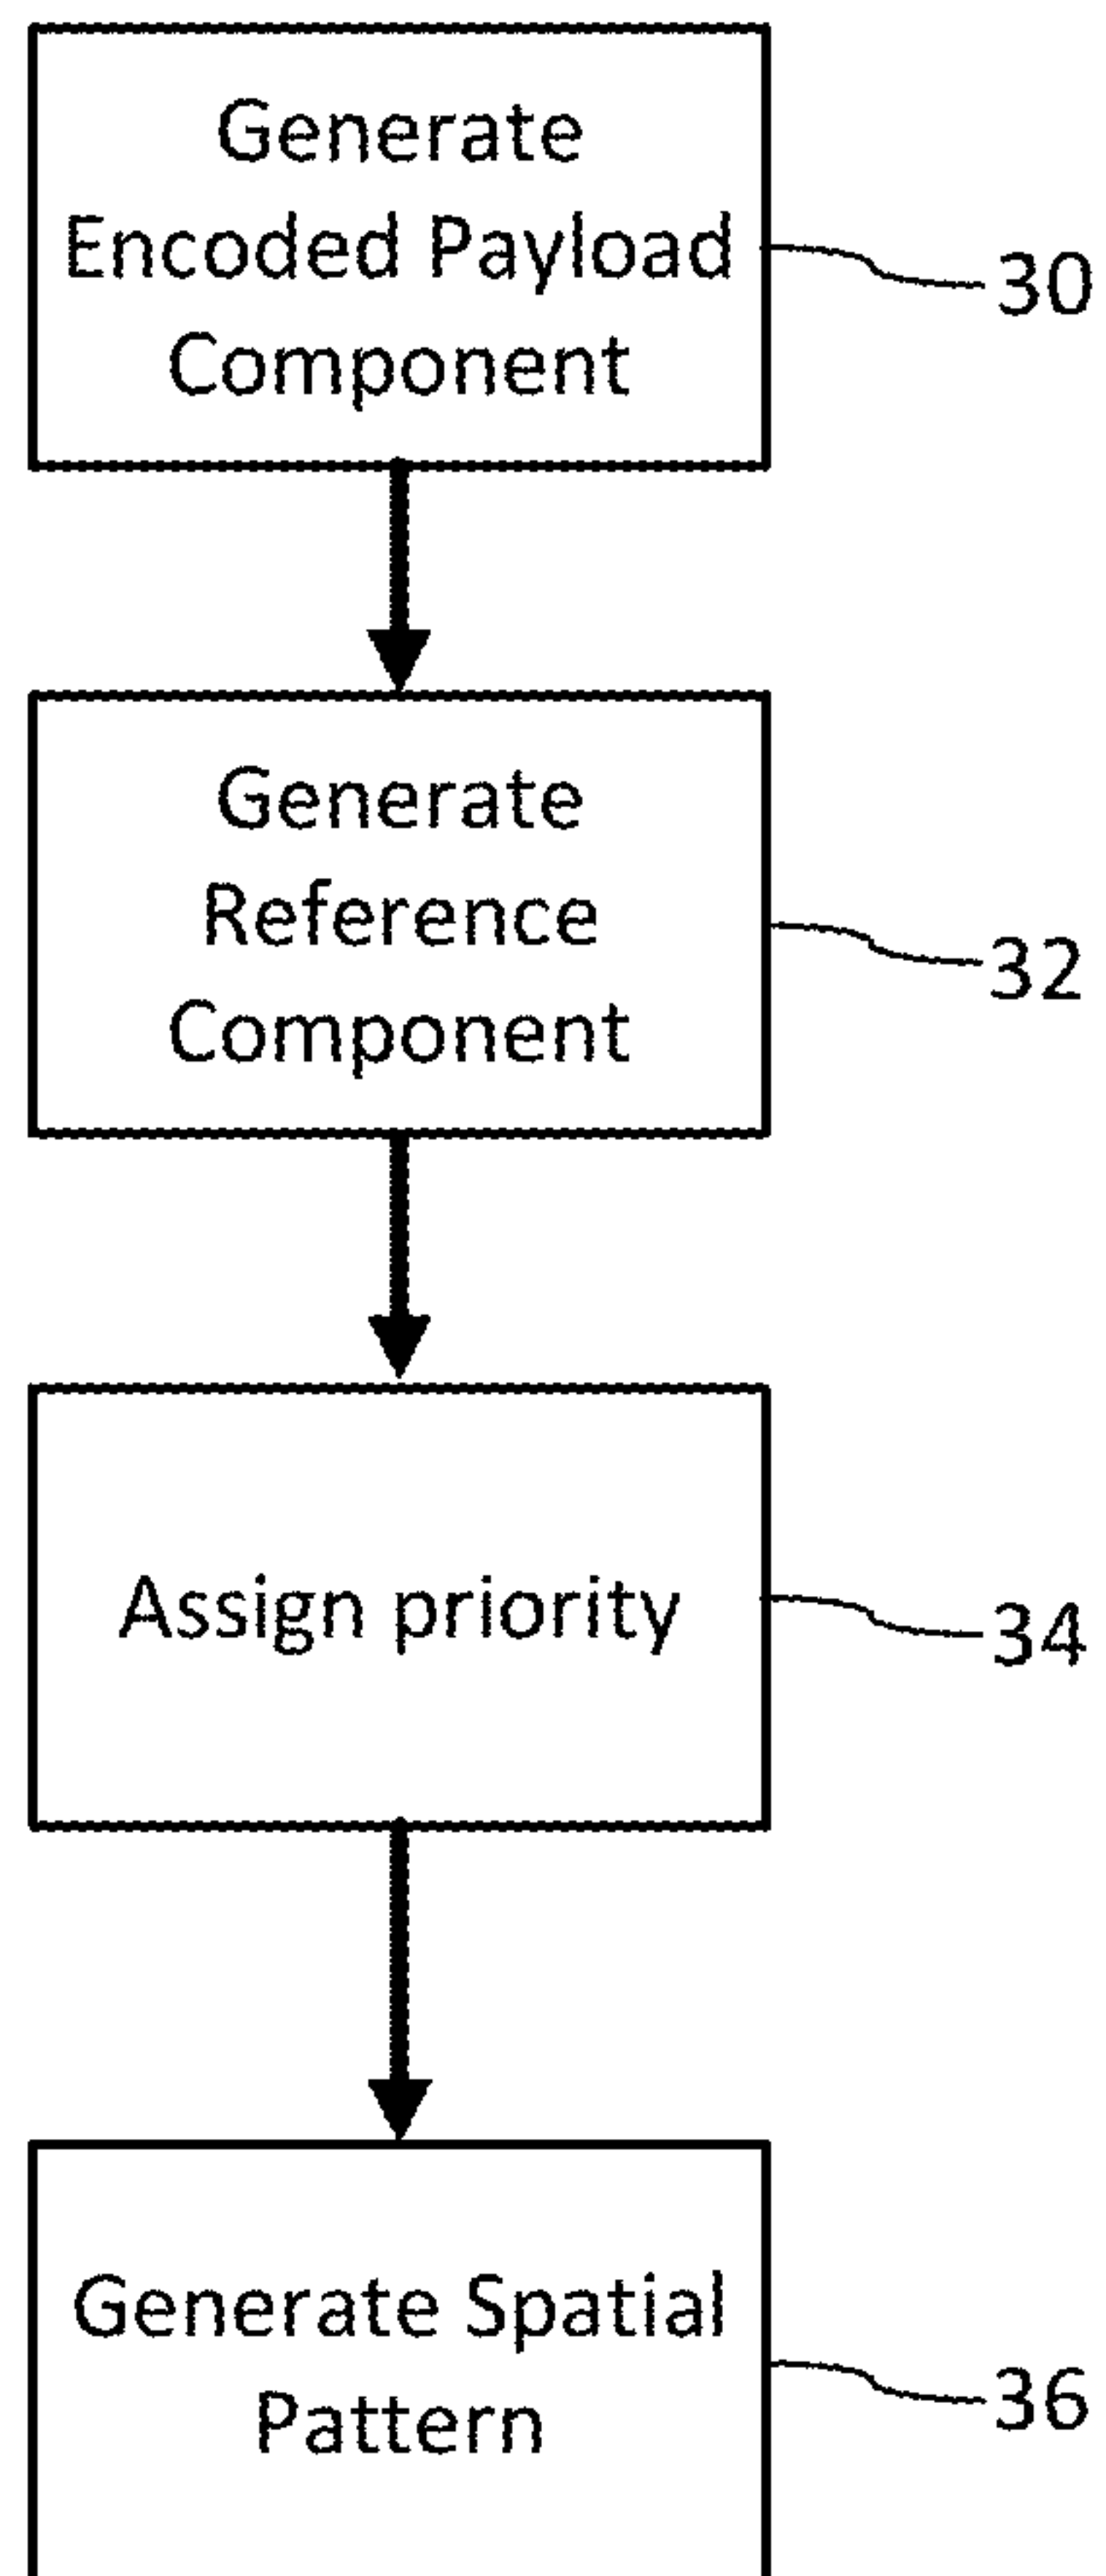 Generate
Encoded Payload
Component
30
Generate
Reference
Component
32
Assign priority
34
Generate Spatial
Pattern
36